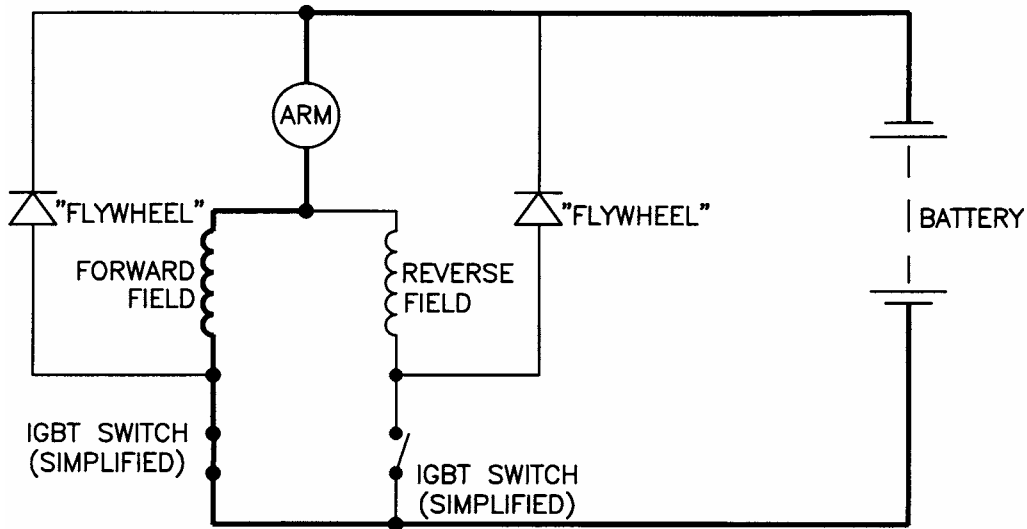 ARM
"FLYWHEEL"
"FLYWHEEL"
BATTERY
FORWARD
FIELD
REVERSE
FIELD
IGBT SWITCH
(SIMPLIFIED)
IGBT SWITCH
(SIMPLIFIED)